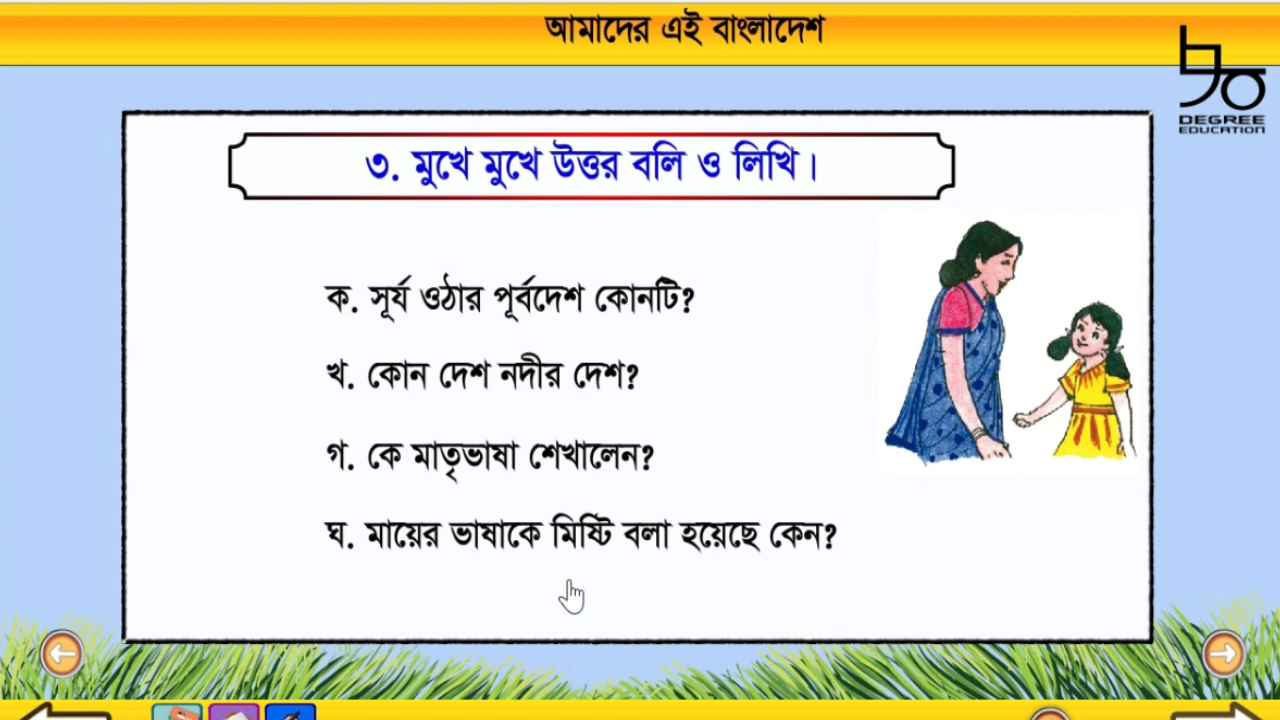 আমাদের এই বাংলাদেশ
DEGREE
EDUCATION
৩. মুখে মুখে উত্তর বলি ও লিখি।
ক. সূর্য ওঠার পূর্বদেশ কোনটি?
খ. কোন দেশ নদীর দেশ?
গ. কে মাতৃভাষা শেখালেন?
ঘ. মায়ের ভাষাকে মিষ্টি বলা হয়েছে কেন?